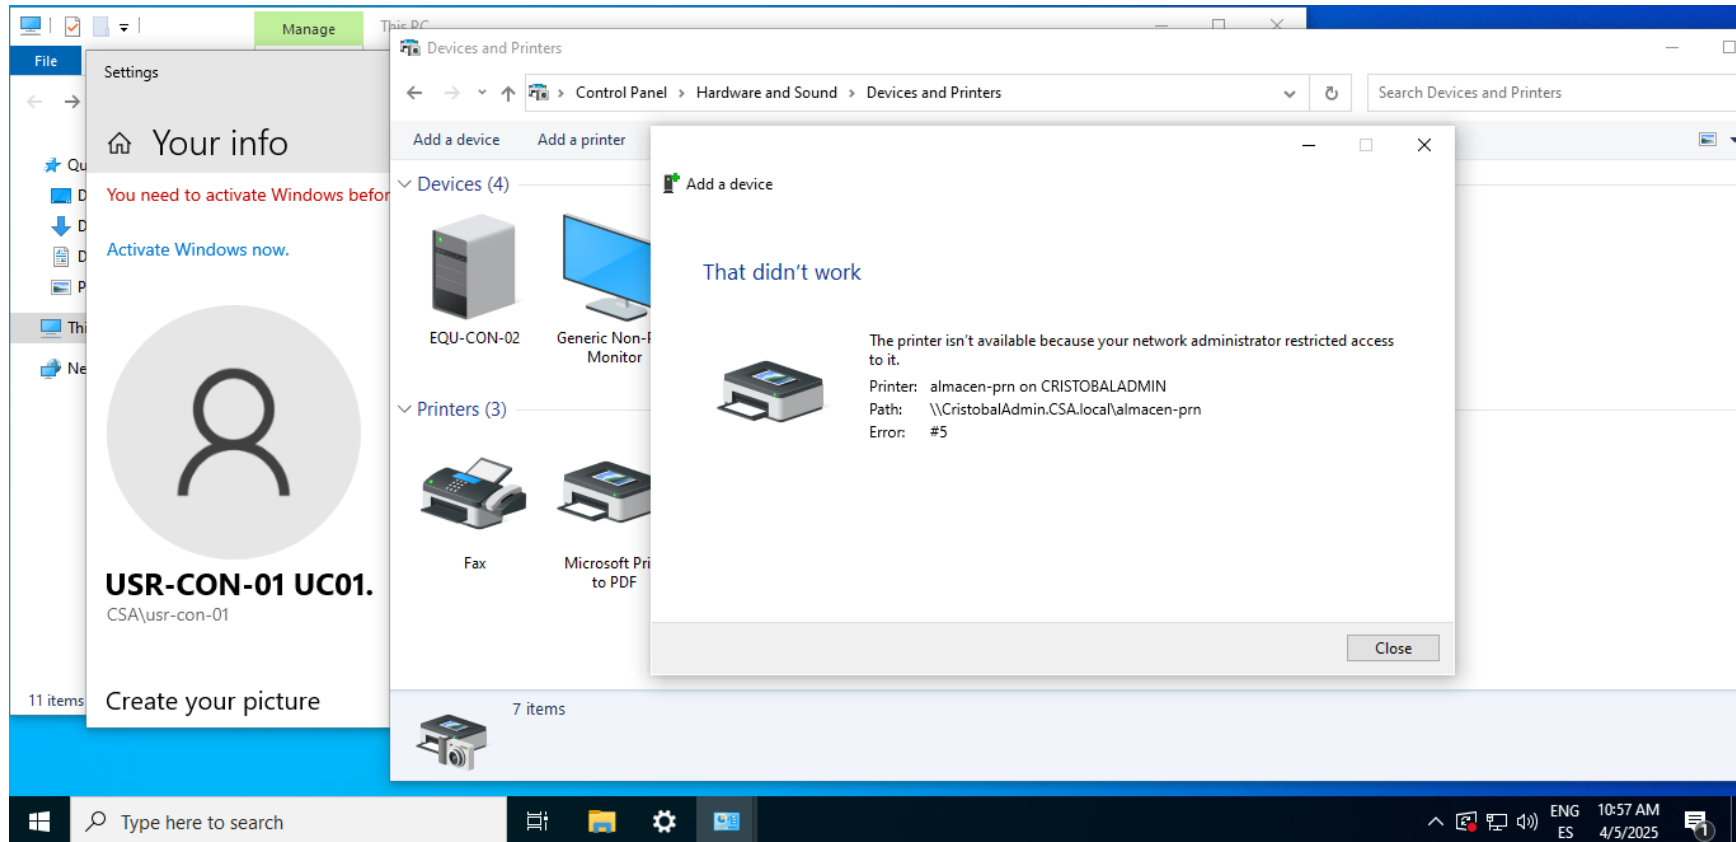 Manage
This PC
File
Qu
D
D
D
P
Thi
Ne
11 items
Settings
Your info
You need to activate Windows befor
Activate Windows now.
USR-CON-01 UC01.
CSA\usr-con-01
Create your picture
Devices and Printers
Control Panel > Hardware and Sound > Devices and Printers
Search Devices and Printers
Add a device
Add a printer
Devices (4)
EQU-CON-02
Generic Non-P
Monitor
Printers (3)
Fax
Microsoft Pri
to PDF
7 items
Add a device
That didn't work
The printer isn't available because your network administrator restricted access
to it.
Printer: almacen-prn on CRISTOBALADMIN
Path: \\CristobalAdmin.CSA.local\almacen-prn
Error: #5
Close
Type here to search
ENG
ES
10:57 AM
4/5/2025
1